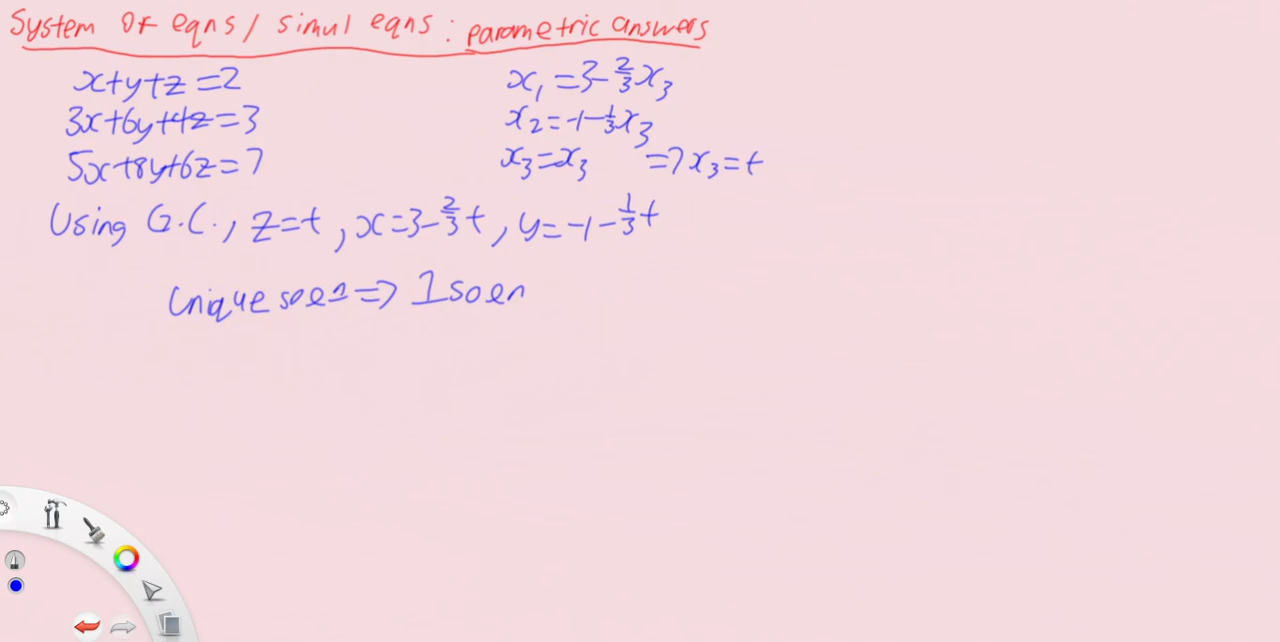 System of eqns / simul eqns : parametric answers
x+y+z=2
3x+6y+4z=3
5x+8y+6z=7
x₁=3-⅔x₃
x₂=-1-⅓x₃
x₃=x₃ => x₃=t
Using G.C., z=t, x=3-⅔t, y=-1-⅓t
Unique soln => 1 soln